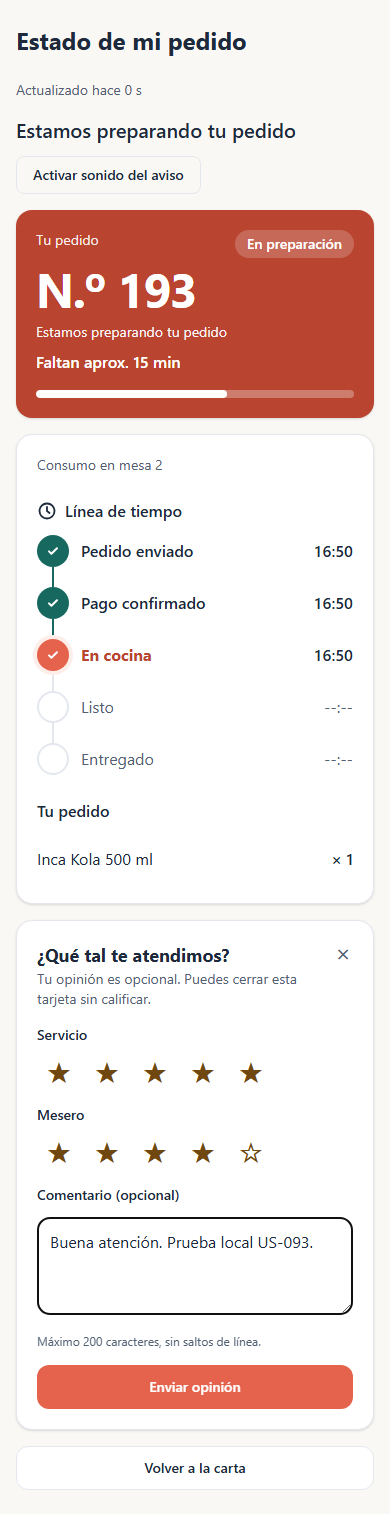 Estado de mi pedido
Actualizado hace 0 s
Estamos preparando tu pedido
Activar sonido del aviso
Tu pedido
En preparación
N.º 193
Estamos preparando tu pedido
Faltan aprox. 15 min
Consumo en mesa 2
Línea de tiempo
Pedido enviado 16:50
Pago confirmado 16:50
En cocina 16:50
Listo --:--
Entregado --:--
Tu pedido
Inca Kola 500 ml × 1
¿Qué tal te atendimos?
Tu opinión es opcional. Puedes cerrar esta
tarjeta sin calificar.
Servicio
★ ★ ★ ★ ★
Mesero
★ ★ ★ ★ ☆
Comentario (opcional)
Buena atención. Prueba local US-093.
Máximo 200 caracteres, sin saltos de línea.
Enviar opinión
Volver a la carta